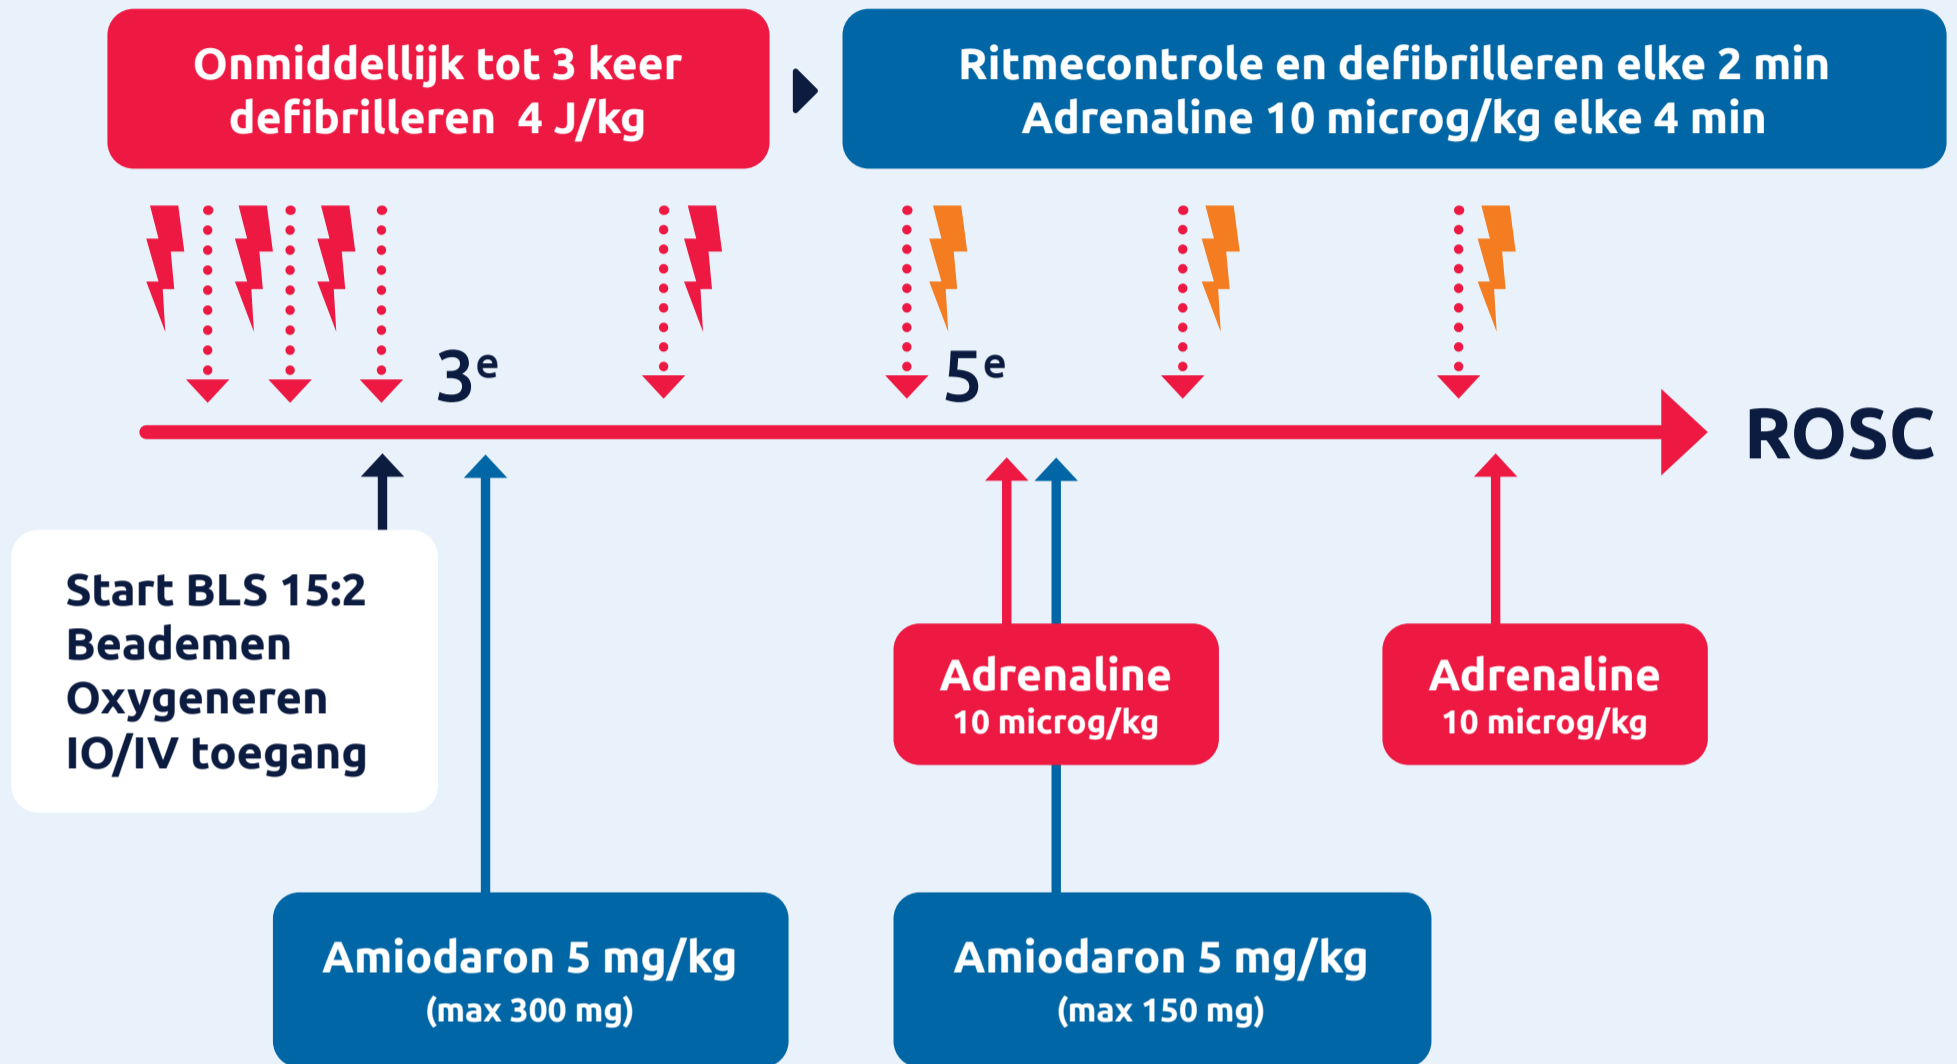 Onmiddellijk tot 3 keer
defibrilleren 4 J/kg
Ritmecontrole en defibrilleren elke 2 min
Adrenaline 10 microg/kg elke 4 min
3e
5e
ROSC
Start BLS 15:2
Beademen
Oxygeneren
IO/IV toegang
Adrenaline
10 microg/kg
Adrenaline
10 microg/kg
Amiodaron 5 mg/kg
(max 300 mg)
Amiodaron 5 mg/kg
(max 150 mg)